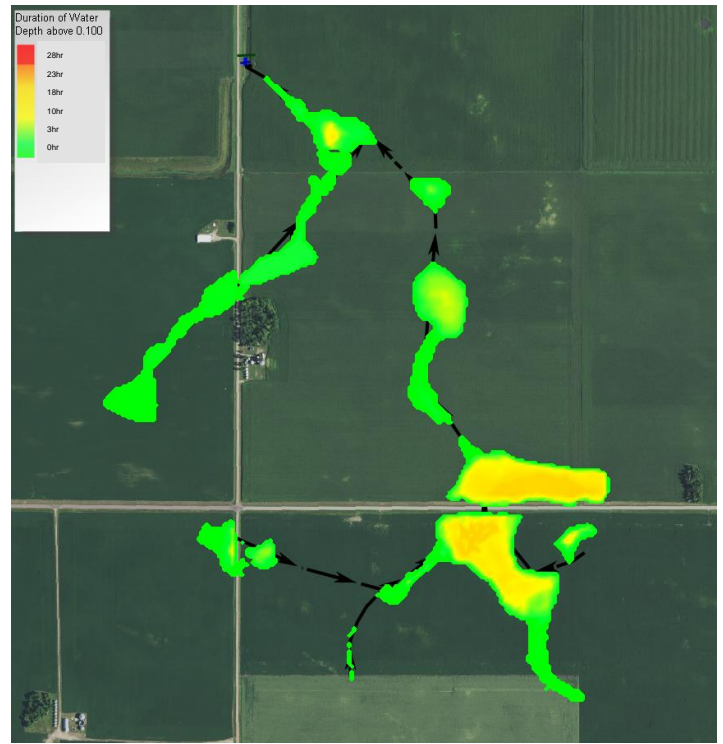 Duration of Water
Depth above 0.100
28hr
23hr
18hr
10hr
3hr
0hr